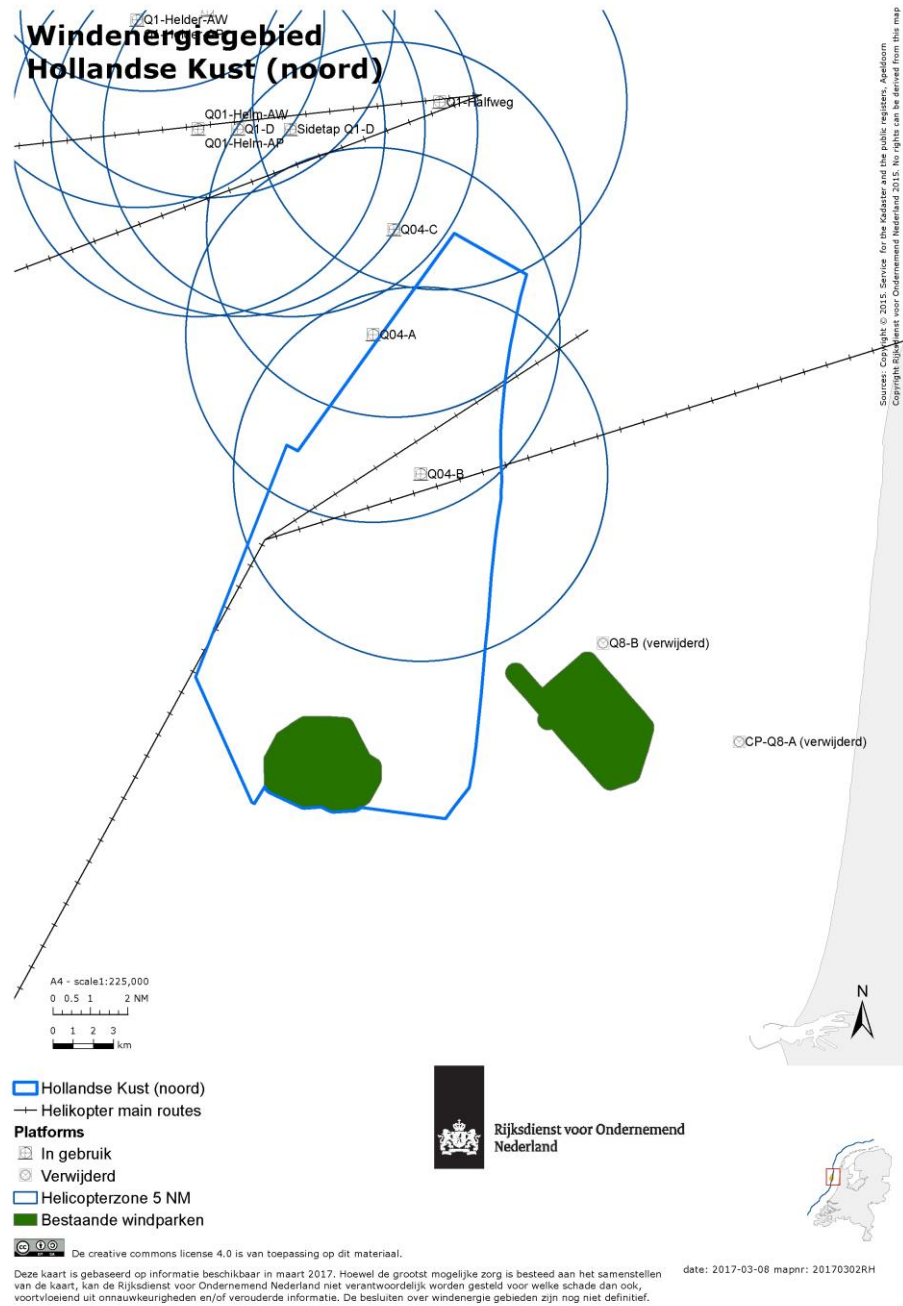 Q1-Helder-AW
Windenergiegebied
Hollandse Kust (noord)
Q1-Halfweg
Q01-Helm-AW
Q1-D
Sidetap Q1-D
Q01-Helm-AP
Q04-C
Q04-A
Q04-B
Q8-B (verwijderd)
CP-Q8-A (verwijderd)
Sources: Copyright © 2015. Service for the Kadaster and the public registers, Apeldoorn
Copyright Rijksdienst voor Ondernemend Nederland 2015. No rights can be derived from this map
A4 - scale1:225,000
0 0.5 1 2 NM
0 1 2 3
km
N
Hollandse Kust (noord)
Helikopter main routes
Platforms
In gebruik
Verwijderd
Helicopterzone 5 NM
Bestaande windparken
Rijksdienst voor Ondernemend
Nederland
cc
De creative commons license 4.0 is van toepassing op dit materiaal.
Deze kaart is gebaseerd op informatie beschikbaar in maart 2017. Hoewel de grootst mogelijke zorg is besteed aan het samenstellen
van de kaart, kan de Rijksdienst voor Ondernemend Nederland niet verantwoordelijk worden gesteld voor welke schade dan ook,
voortvloeiend uit onnauwkeurigheden en/of verouderde informatie. De besluiten over windenergie gebieden zijn nog niet definitief.
date: 2017-03-08 mapnr: 20170302RH